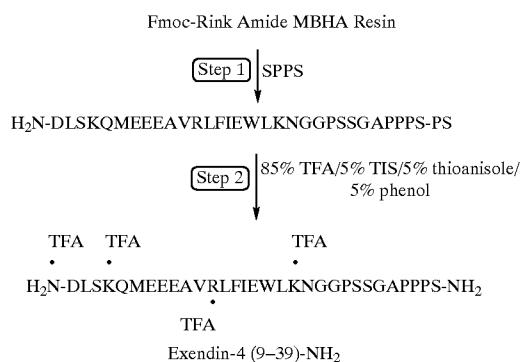 Fmoc-Rink Amide MBHA Resin
Step 1 SPPS
H₂N-DLSKQMEEEAVRLFIEWLKNGGPSSGAPPPS-PS
Step 2 85% TFA/5% TIS/5% thioanisole/
5% phenol
TFA TFA TFA
H₂N-DLSKQMEEEAVRLFIEWLKNGGPSSGAPPPS-NH₂
TFA
Exendin-4 (9–39)-NH₂